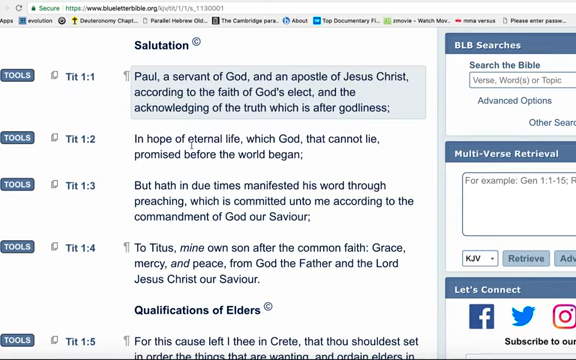 Secure | https://www.blueletterbible.org/kjv/tit/1/1/s_1130001
Deuteronomy Chapt...
Parallel Hebrew Old...
The Cambridge para...
About
Top Documentary Fi...
zmovie - Watch Mov...
mma versus
Please enter passw...
Salutation ©
TOOLS Tit 1:1 ¶ Paul, a servant of God, and an apostle of Jesus Christ,
according to the faith of God's elect, and the
acknowledging of the truth which is after godliness;
TOOLS Tit 1:2 In hope of eternal life, which God, that cannot lie,
promised before the world began;
TOOLS Tit 1:3 But hath in due times manifested his word through
preaching, which is committed unto me according to the
commandment of God our Saviour;
TOOLS Tit 1:4 ¶ To Titus, mine own son after the common faith: Grace,
mercy, and peace, from God the Father and the Lord
Jesus Christ our Saviour.
Qualifications of Elders ©
TOOLS Tit 1:5 ¶ For this cause left I thee in Crete, that thou shouldest set
in order the things that are wanting, and ordain elders in
BLB Searches
Search the Bible
Verse, Word(s) or Topic
Advanced Options
Other Sear
Multi-Verse Retrieval
For example: Gen 1:1-15; R
KJV Retrieve Adv
Let's Connect
Subscribe to our